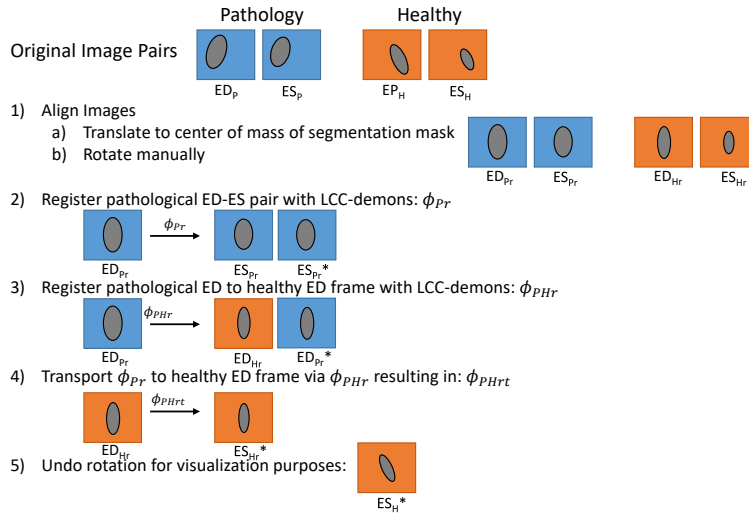 Pathology Healthy
Original Image Pairs
ED_P ES_P EP_H ES_H
1) Align Images
a) Translate to center of mass of segmentation mask
b) Rotate manually
ED_Pr ES_Pr ED_Hr ES_Hr
2) Register pathological ED-ES pair with LCC-demons: ϕ_Pr
ϕ_Pr
ED_Pr ES_Pr ES_Pr*
3) Register pathological ED to healthy ED frame with LCC-demons: ϕ_PHr
ϕ_PHr
ED_Pr ED_Hr ED_Pr*
4) Transport ϕ_Pr to healthy ED frame via ϕ_PHr resulting in: ϕ_PHrt
ϕ_PHrt
ED_Hr ES_Hr*
5) Undo rotation for visualization purposes:
ES_H*